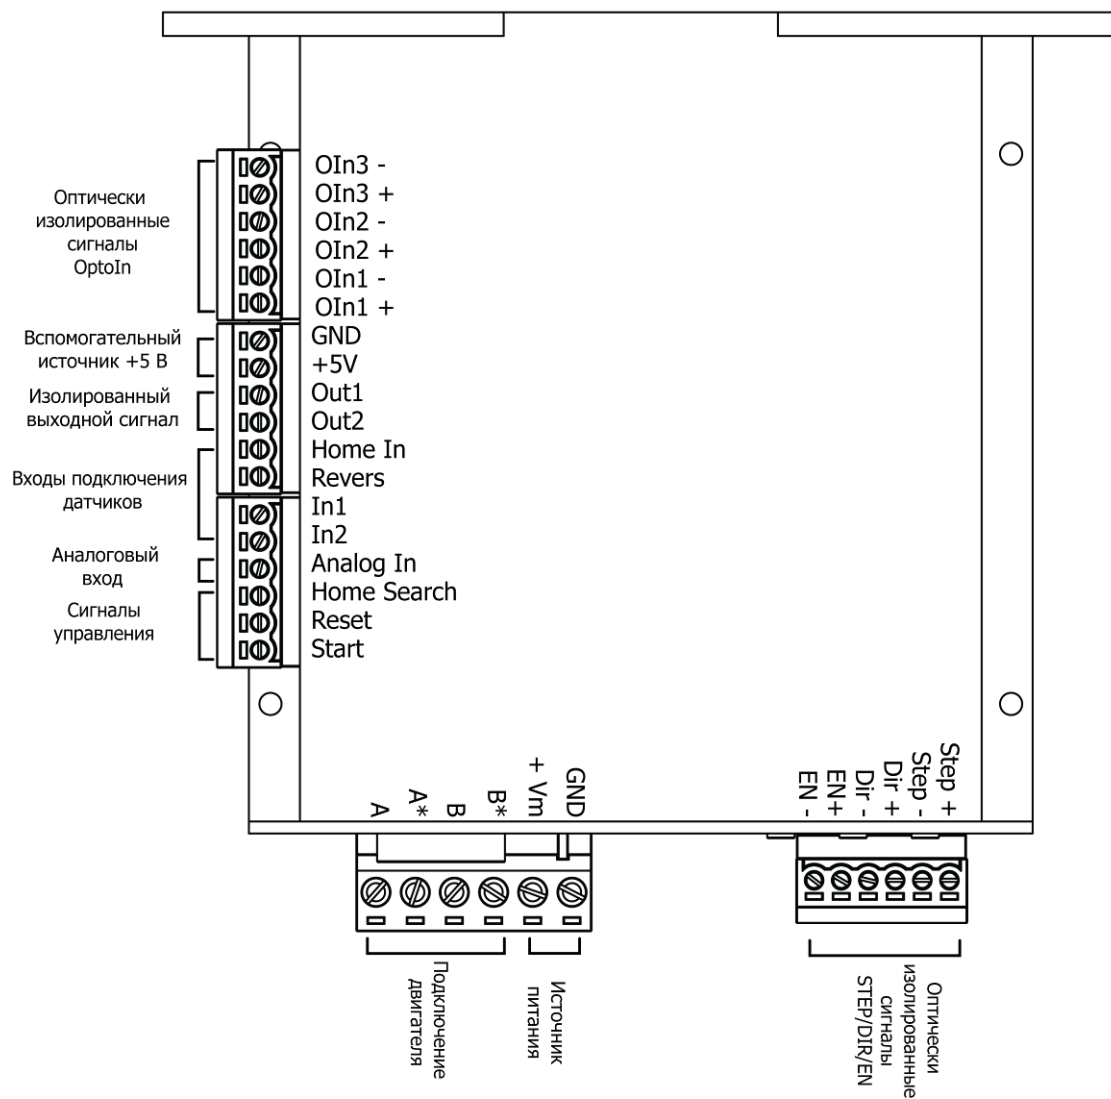 Оптически
изолированные
сигналы
OptoIn
OIn3 -
OIn3 +
OIn2 -
OIn2 +
OIn1 -
OIn1 +
Вспомогательный
источник +5 В
GND
+5V
Изолированный
выходной сигнал
Out1
Out2
Входы подключения
датчиков
Home In
Revers
In1
In2
Аналоговый
вход
Analog In
Сигналы
управления
Home Search
Reset
Start
A
A*
B
B*
+ Vm
GND
EN -
EN+
Dir -
Dir +
Step -
Step +
Подключение
двигателя
Источник
питания
Оптически
изолированные
сигналы
STEP/DIR/EN